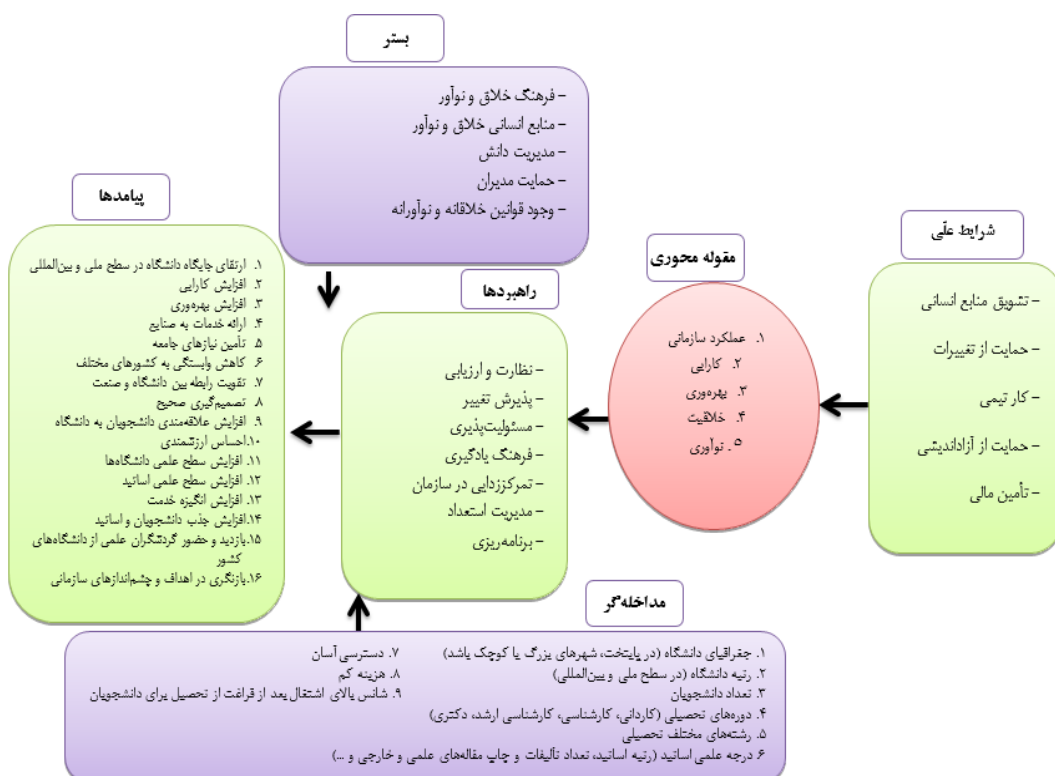 بستر
- فرهنگ خلاق و نوآور
- منابع انسانی خلاق و نوآور
- مدیریت دانش
- حمایت مدیران
- وجود قوانین خلاقانه و نوآورانه
شرایط علّی
- تشویق منابع انسانی
- حمایت از تغییرات
- کار تیمی
- حمایت از آزاداندیشی
- تأمین مالی
مقوله محوری
۱. عملکرد سازمانی
۲. کارایی
۳. بهره‌وری
۴. خلاقیت
۵. نوآوری
راهبردها
- نظارت و ارزیابی
- پذیرش تغییر
- مسئولیت‌پذیری
- فرهنگ یادگیری
- تمرکززدایی در سازمان
- مدیریت استعداد
- برنامه‌ریزی
پیامدها
۱. ارتقای جایگاه دانشگاه در سطح ملی و بین‌المللی
۲. افزایش کارایی
۳. افزایش بهره‌وری
۴. ارائه خدمات به صنایع
۵. تأمین نیازهای جامعه
۶. کاهش وابستگی به کشورهای مختلف
۷. تقویت رابطه بین دانشگاه و صنعت
۸. تصمیم‌گیری صحیح
۹. افزایش علاقه‌مندی دانشجویان به دانشگاه
۱۰.احساس ارزشمندی
۱۱. افزایش سطح علمی دانشگاه‌ها
۱۲. افزایش سطح علمی اساتید
۱۳. افزایش انگیزه خدمت
۱۴.افزایش جذب دانشجویان و اساتید
۱۵. بازدید و حضور گردشگران علمی از دانشگاه‌های
کشور
۱۶.بازنگری در اهداف و چشم‌اندازهای سازمانی
مداخله‌گر
۱. جغرافیای دانشگاه (در پایتخت، شهرهای بزرگ یا کوچک باشد)
۲. رتبه دانشگاه (در سطح ملی و بین‌المللی)
۳. تعداد دانشجویان
۴. دوره‌های تحصیلی (کاردانی، کارشناسی، کارشناسی ارشد، دکتری)
۵. رشته‌های مختلف تحصیلی
۶. درجه علمی اساتید (رتبه اساتید، تعداد تألیفات و چاپ مقاله‌های علمی و خارجی و ...)
۷. دسترسی آسان
۸. هزینه کم
۹. شانس بالای اشتغال بعد از فراغت از تحصیل برای دانشجویان